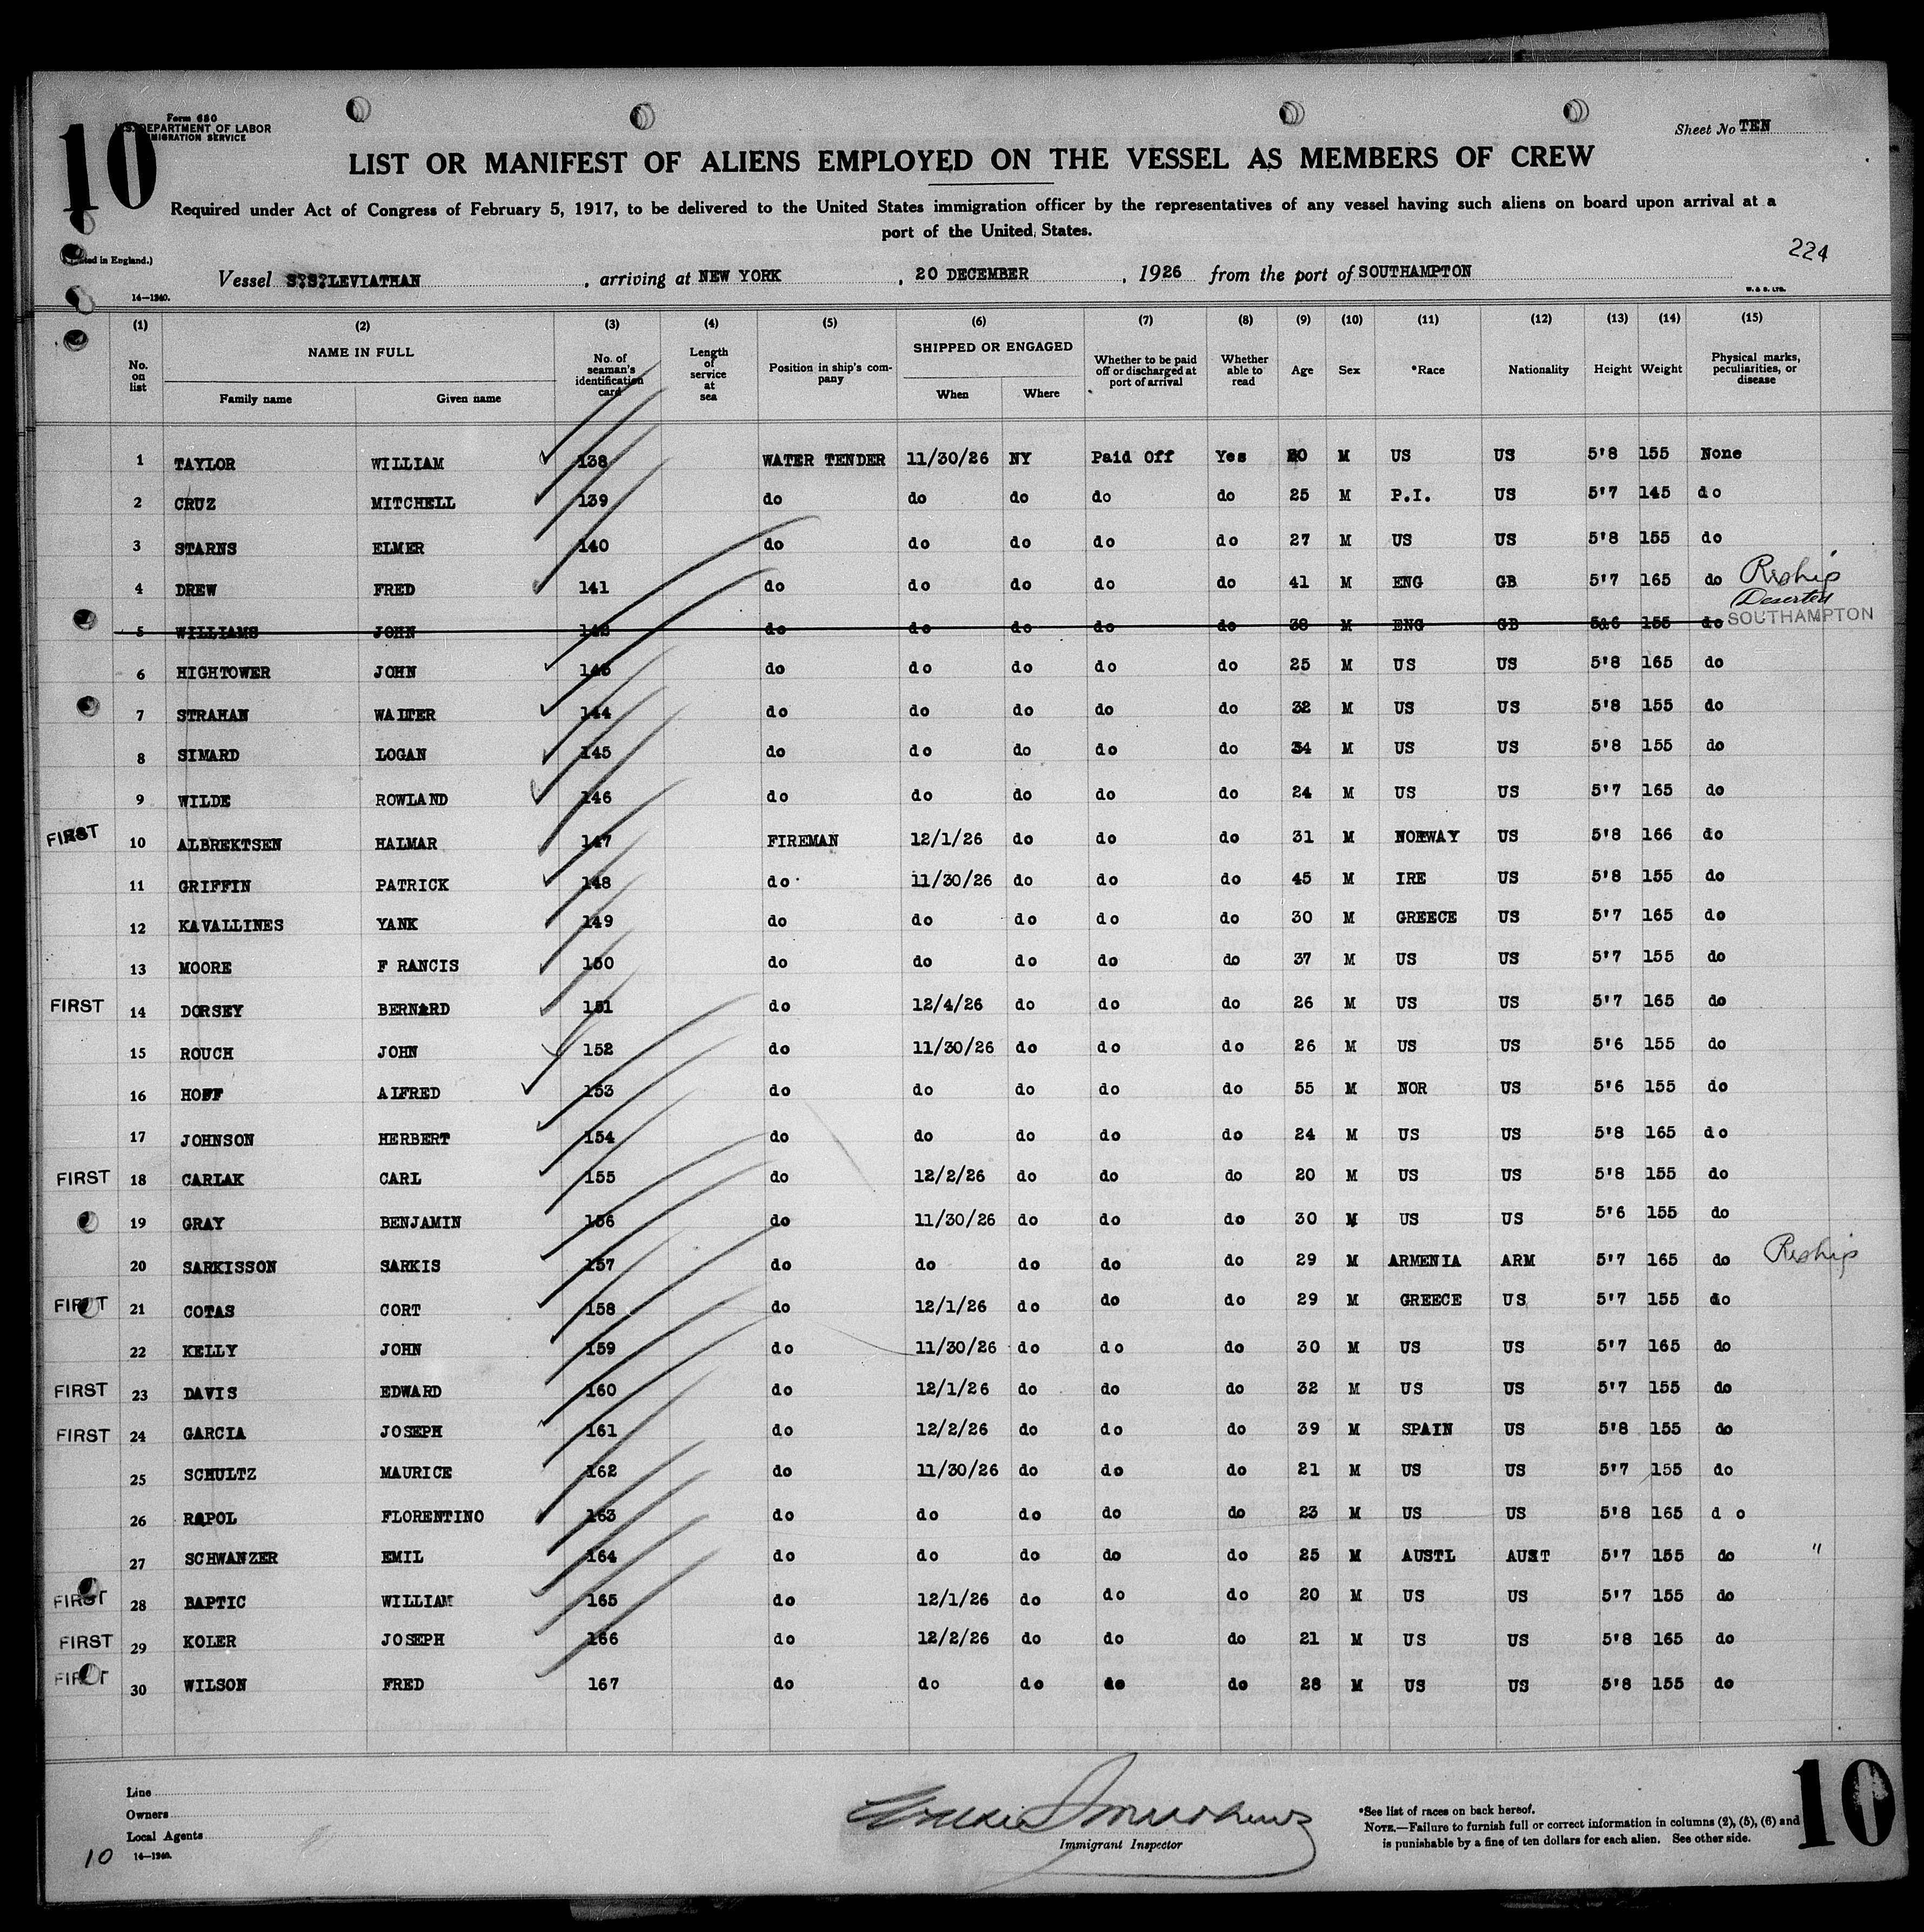 Form 680
U.S. DEPARTMENT OF LABOR
IMMIGRATION SERVICE
10
Sheet No TEN
LIST OR MANIFEST OF ALIENS EMPLOYED ON THE VESSEL AS MEMBERS OF CREW
Required under Act of Congress of February 5, 1917, to be delivered to the United States immigration officer by the representatives of any vessel having such aliens on board upon arrival at a
port of the United States.
224
(Printed in England.)
Vessel S?S?LEVIATHAN , arriving at NEW YORK , 20 DECEMBER , 1926 from the port of SOUTHAMPTON
14—1240. W. & S. LTD.
(1) (2) (3) (4) (5) (6) (7) (8) (9) (10) (11) (12) (13) (14) (15)
No. on list NAME IN FULL Family name Given name No. of seaman's identification card Length of service at sea Position in ship's company SHIPPED OR ENGAGED When Where Whether to be paid off or discharged at port of arrival Whether able to read Age Sex *Race Nationality Height Weight Physical marks, peculiarities, or disease
1 TAYLOR WILLIAM 138 WATER TENDER 11/30/26 NY Paid Off Yes 20 M US US 5'8 155 None
2 CRUZ MITCHELL 139 do do do do do 25 M P.I. US 5'7 145 do
3 STARNS ELMER 140 do do do do do 27 M US US 5'8 155 do
4 DREW FRED 141 do do do do do 41 M ENG GB 5'7 165 do Reship
Deserted
5 WILLIAMS JOHN 142 do do do do do 38 M ENG GB 5&6 155 do SOUTHAMPTON
6 HIGHTOWER JOHN 143 do do do do do 25 M US US 5'8 165 do
7 STRAHAN WALTER 144 do do do do do 32 M US US 5'8 155 do
8 SIMARD LOGAN 145 do do do do do 34 M US US 5'8 155 do
9 WILDE ROWLAND 146 do do do do do 24 M US US 5'7 165 do
FIRST 10 ALBREKTSEN HALMAR 147 FIREMAN 12/1/26 do do do 31 M NORWAY US 5'8 166 do
11 GRIFFIN PATRICK 148 do 11/30/26 do do do 45 M IRE US 5'8 155 do
12 KAVALLINES YANK 149 do do do do do 30 M GREECE US 5'7 165 do
13 MOORE F RANCIS 150 do do do do do 37 M US US 5'7 155 do
FIRST 14 DORSEY BERNARD 151 do 12/4/26 do do do 26 M US US 5'7 165 do
15 ROUCH JOHN 152 do 11/30/26 do do do 26 M US US 5'6 155 do
16 HOFF ALFRED 153 do do do do do 55 M NOR US 5'6 155 do
17 JOHNSON HERBERT 154 do do do do do 24 M US US 5'8 165 do
FIRST 18 CARLAK CARL 155 do 12/2/26 do do do 20 M US US 5'8 155 do
19 GRAY BENJAMIN 156 do 11/30/26 do do do 30 M US US 5'6 155 do
20 SARKISSON SARKIS 157 do do do do do 29 M ARMENIA ARM 5'7 165 do Reship
FIRST 21 COTAS CORT 158 do 12/1/26 do do do 29 M GREECE US 5'7 155 do
22 KELLY JOHN 159 do 11/30/26 do do do 30 M US US 5'7 165 do
FIRST 23 DAVIS EDWARD 160 do 12/1/26 do do do 32 M US US 5'7 155 do
FIRST 24 GARCIA JOSEPH 161 do 12/2/26 do do do 39 M SPAIN US 5'8 155 do
25 SCHULTZ MAURICE 162 do 11/30/26 do do do 21 M US US 5'7 155 do
26 RAPOL FLORENTINO 163 do do do do do 23 M US US 5'8 165 d o
27 SCHWANZER EMIL 164 do do do do do 25 M AUSTL AUST 5'7 155 do "
FIRST 28 BAPTIC WILLIAM 165 do 12/1/26 do do do 20 M US US 5'7 155 do
FIRST 29 KOLER JOSEPH 166 do 12/2/26 do do do 21 M US US 5'8 165 do
FIRST 30 WILSON FRED 167 do do do do do 28 M US US 5'8 155 do
Line
Owners
Local Agents
14—1240.
10
Immigrant Inspector
*See list of races on back hereof.
NOTE.—Failure to furnish full or correct information in columns (2), (5), (6) and
is punishable by a fine of ten dollars for each alien. See other side.
10